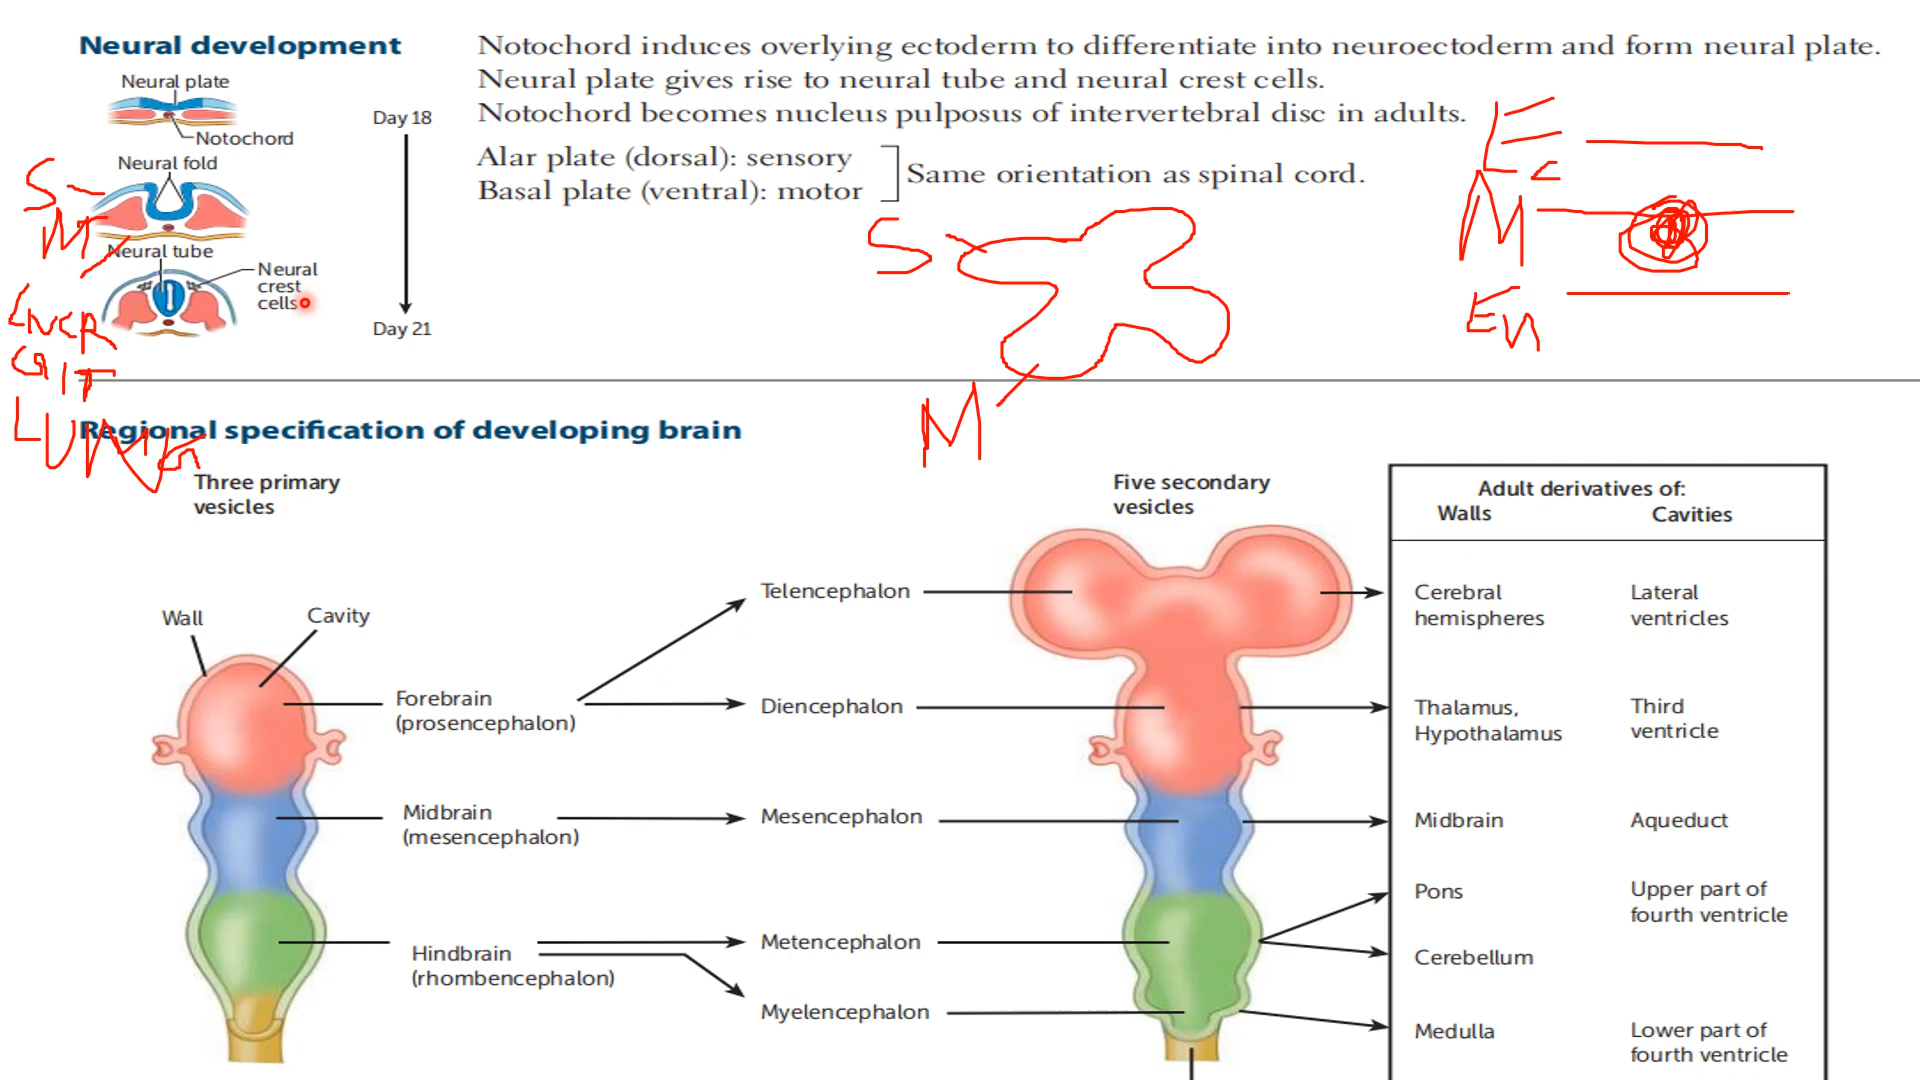 Neural development
Neural plate
Notochord
Neural fold
Neural tube
Neural
crest
cells
Day 18
Day 21
Notochord induces overlying ectoderm to differentiate into neuroectoderm and form neural plate.
Neural plate gives rise to neural tube and neural crest cells.
Notochord becomes nucleus pulposus of intervertebral disc in adults.
Alar plate (dorsal): sensory
Basal plate (ventral): motor
Same orientation as spinal cord.
S
M
GIT
LUNG
S
M
Ec
M
En
Regional specification of developing brain
Three primary
vesicles
Five secondary
vesicles
Adult derivatives of:
Walls Cavities
Wall
Cavity
Forebrain
(prosencephalon)
Midbrain
(mesencephalon)
Hindbrain
(rhombencephalon)
Telencephalon
Diencephalon
Mesencephalon
Metencephalon
Myelencephalon
Cerebral
hemispheres
Lateral
ventricles
Thalamus,
Hypothalamus
Third
ventricle
Midbrain
Aqueduct
Pons
Upper part of
fourth ventricle
Cerebellum
Medulla
Lower part of
fourth ventricle